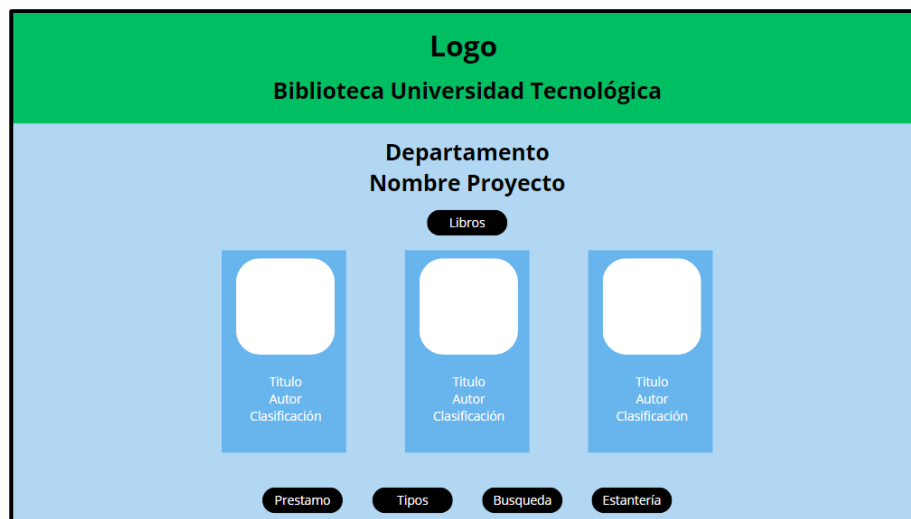 Logo
Biblioteca Universidad Tecnológica
Departamento
Nombre Proyecto
Libros
Titulo
Autor
Clasificación
Titulo
Autor
Clasificación
Titulo
Autor
Clasificación
Prestamo
Tipos
Busqueda
Estantería